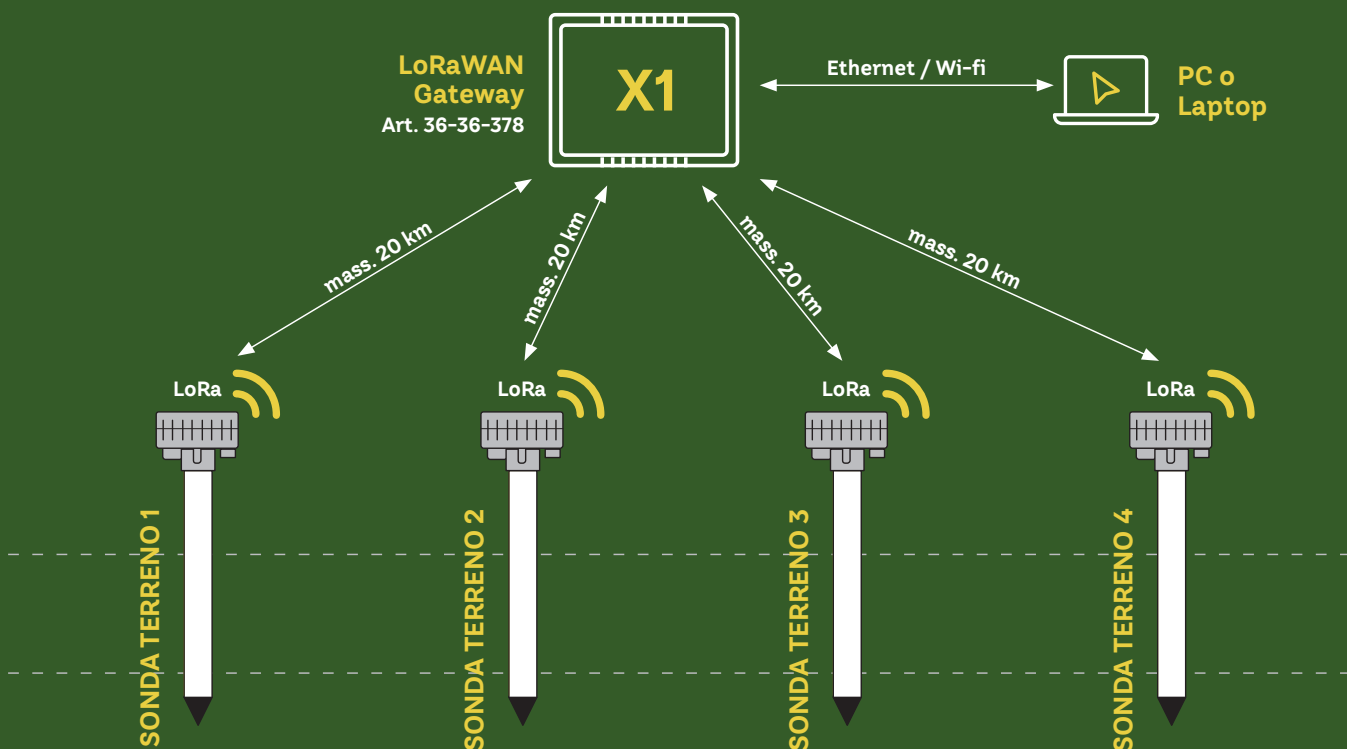 LoRaWAN
Gateway
Art. 36-36-378
X1
Ethernet / Wi-fi
PC o
Laptop
mass. 20 km
mass. 20 km
mass. 20 km
mass. 20 km
LoRa
LoRa
LoRa
LoRa
SONDA TERRENO 1
SONDA TERRENO 2
SONDA TERRENO 3
SONDA TERRENO 4